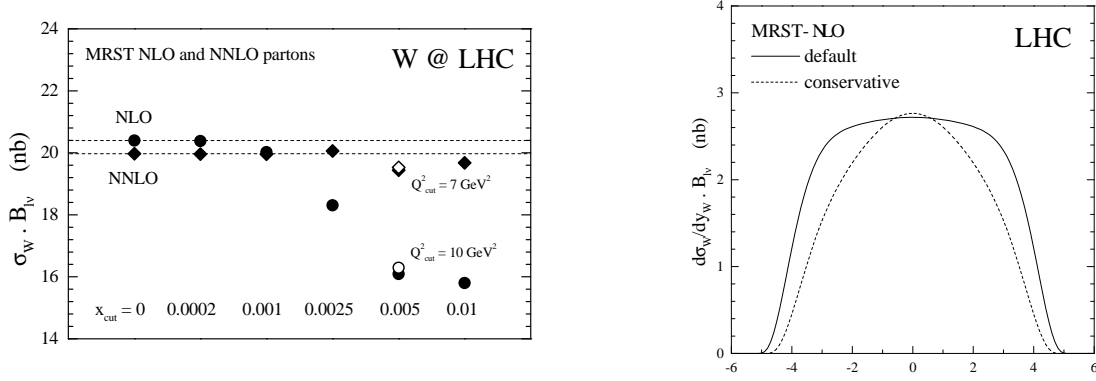 24
22
20
18
16
14
σ_W . B_lν (nb)
MRST NLO and NNLO partons
W @ LHC
NLO
NNLO
Q²_cut = 7 GeV²
Q²_cut = 10 GeV²
x_cut = 0 0.0002 0.001 0.0025 0.005 0.01
4
3
2
1
0
dσ_W/dy_W . B_lν (nb)
MRST- NLO
default
conservative
LHC
-6 -4 -2 0 2 4 6